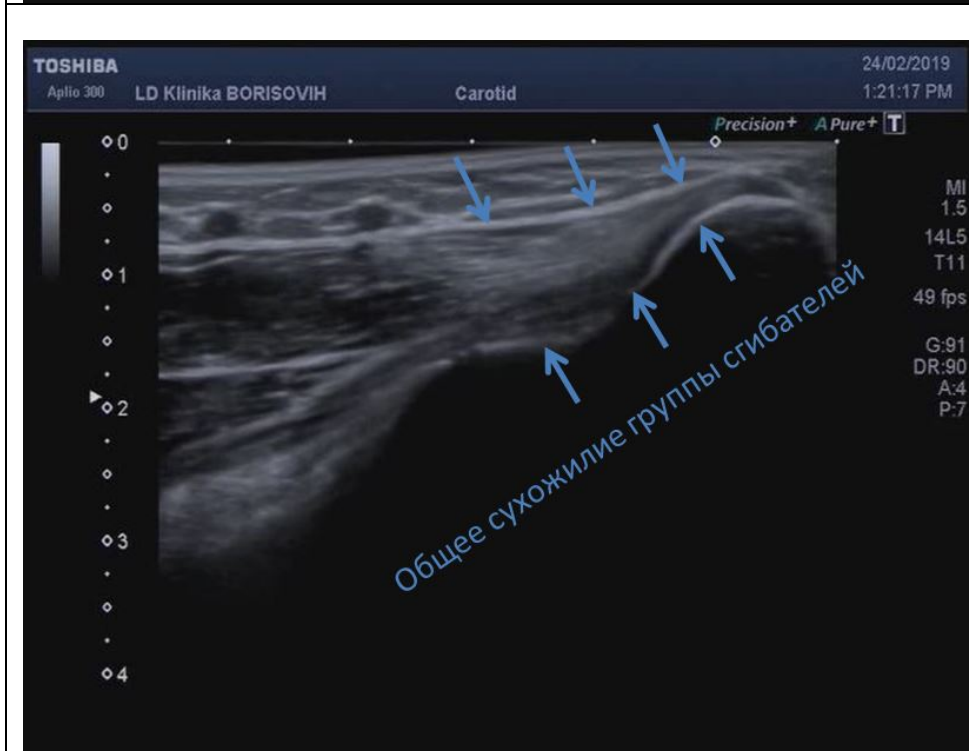 TOSHIBA
Aplio 300 LD Klinika BORISOVIH Carotid
24/02/2019
1:21:17 PM
Precision+ A Pure+ T
0
1
2
3
4
MI
1.5
14L5
T11
49 fps
G:91
DR:90
A:4
P:7
Общее сухожилие группы сгибателей